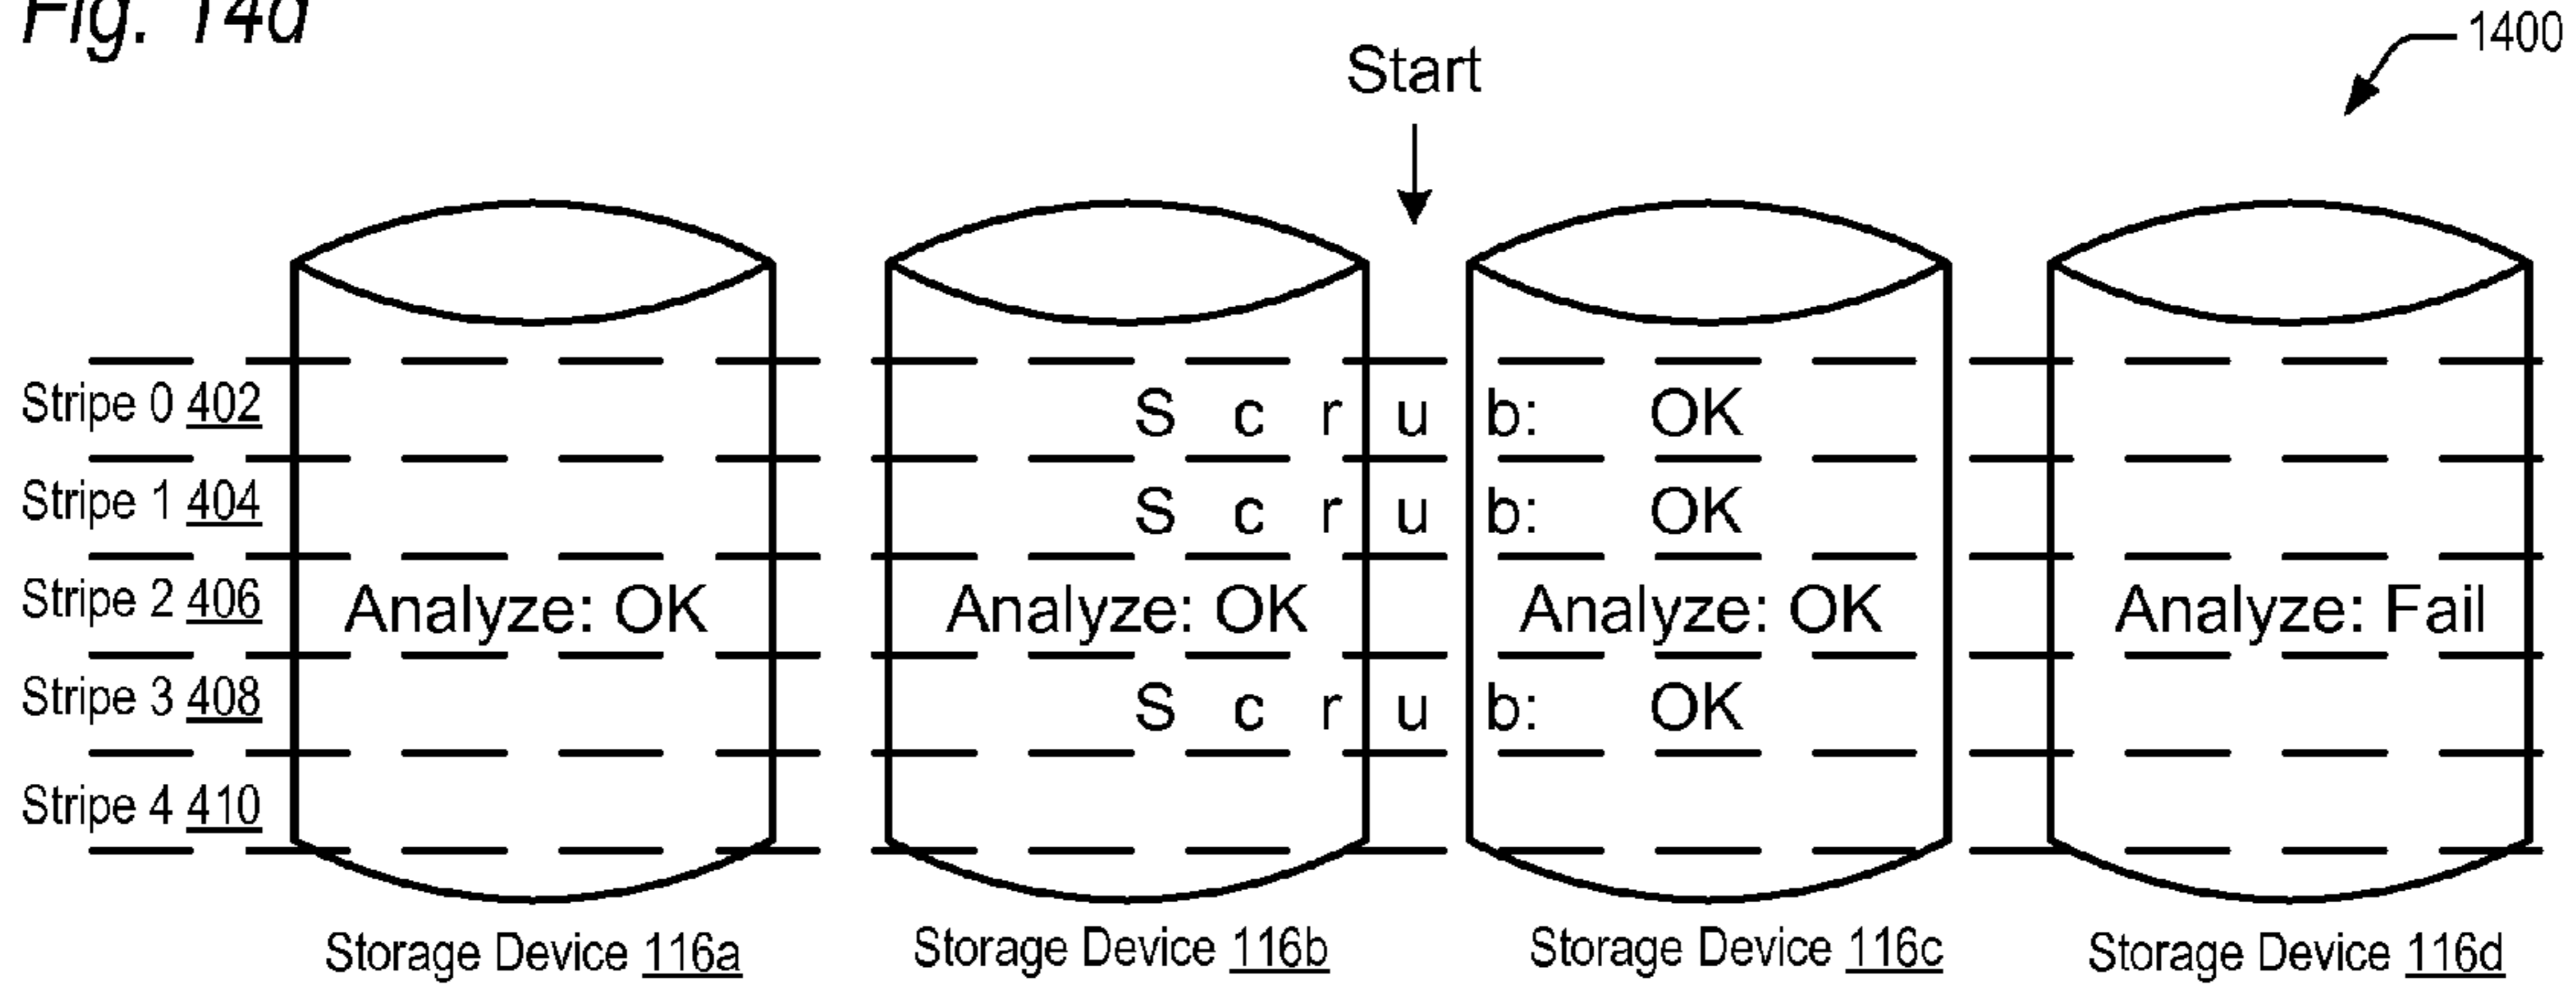 Fig. 14d
1400
Start
Stripe 0 402 S c r u b: OK
Stripe 1 404 S c r u b: OK
Stripe 2 406 Analyze: OK Analyze: OK Analyze: OK Analyze: Fail
Stripe 3 408 S c r u b: OK
Stripe 4 410
Storage Device 116a Storage Device 116b Storage Device 116c Storage Device 116d